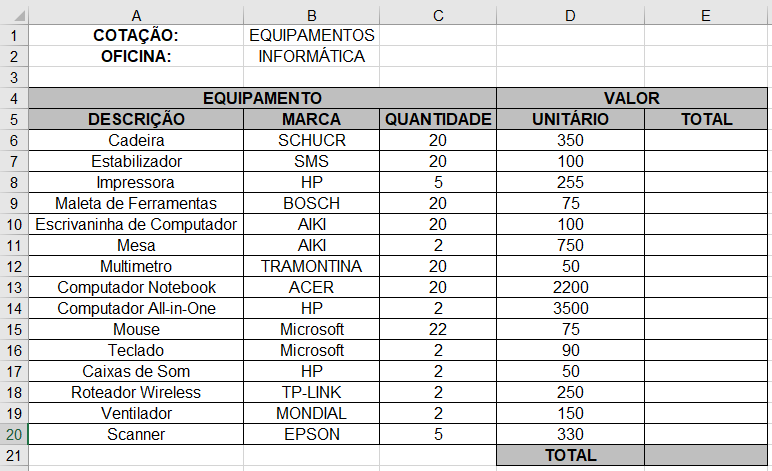 A B C D E
1 COTAÇÃO: EQUIPAMENTOS
2 OFICINA: INFORMÁTICA
3
4 EQUIPAMENTO VALOR
5 DESCRIÇÃO MARCA QUANTIDADE UNITÁRIO TOTAL
6 Cadeira SCHUCR 20 350
7 Estabilizador SMS 20 100
8 Impressora HP 5 255
9 Maleta de Ferramentas BOSCH 20 75
10 Escrivaninha de Computador AIKI 20 100
11 Mesa AIKI 2 750
12 Multimetro TRAMONTINA 20 50
13 Computador Notebook ACER 20 2200
14 Computador All-in-One HP 2 3500
15 Mouse Microsoft 22 75
16 Teclado Microsoft 2 90
17 Caixas de Som HP 2 50
18 Roteador Wireless TP-LINK 2 250
19 Ventilador MONDIAL 2 150
20 Scanner EPSON 5 330
21 TOTAL